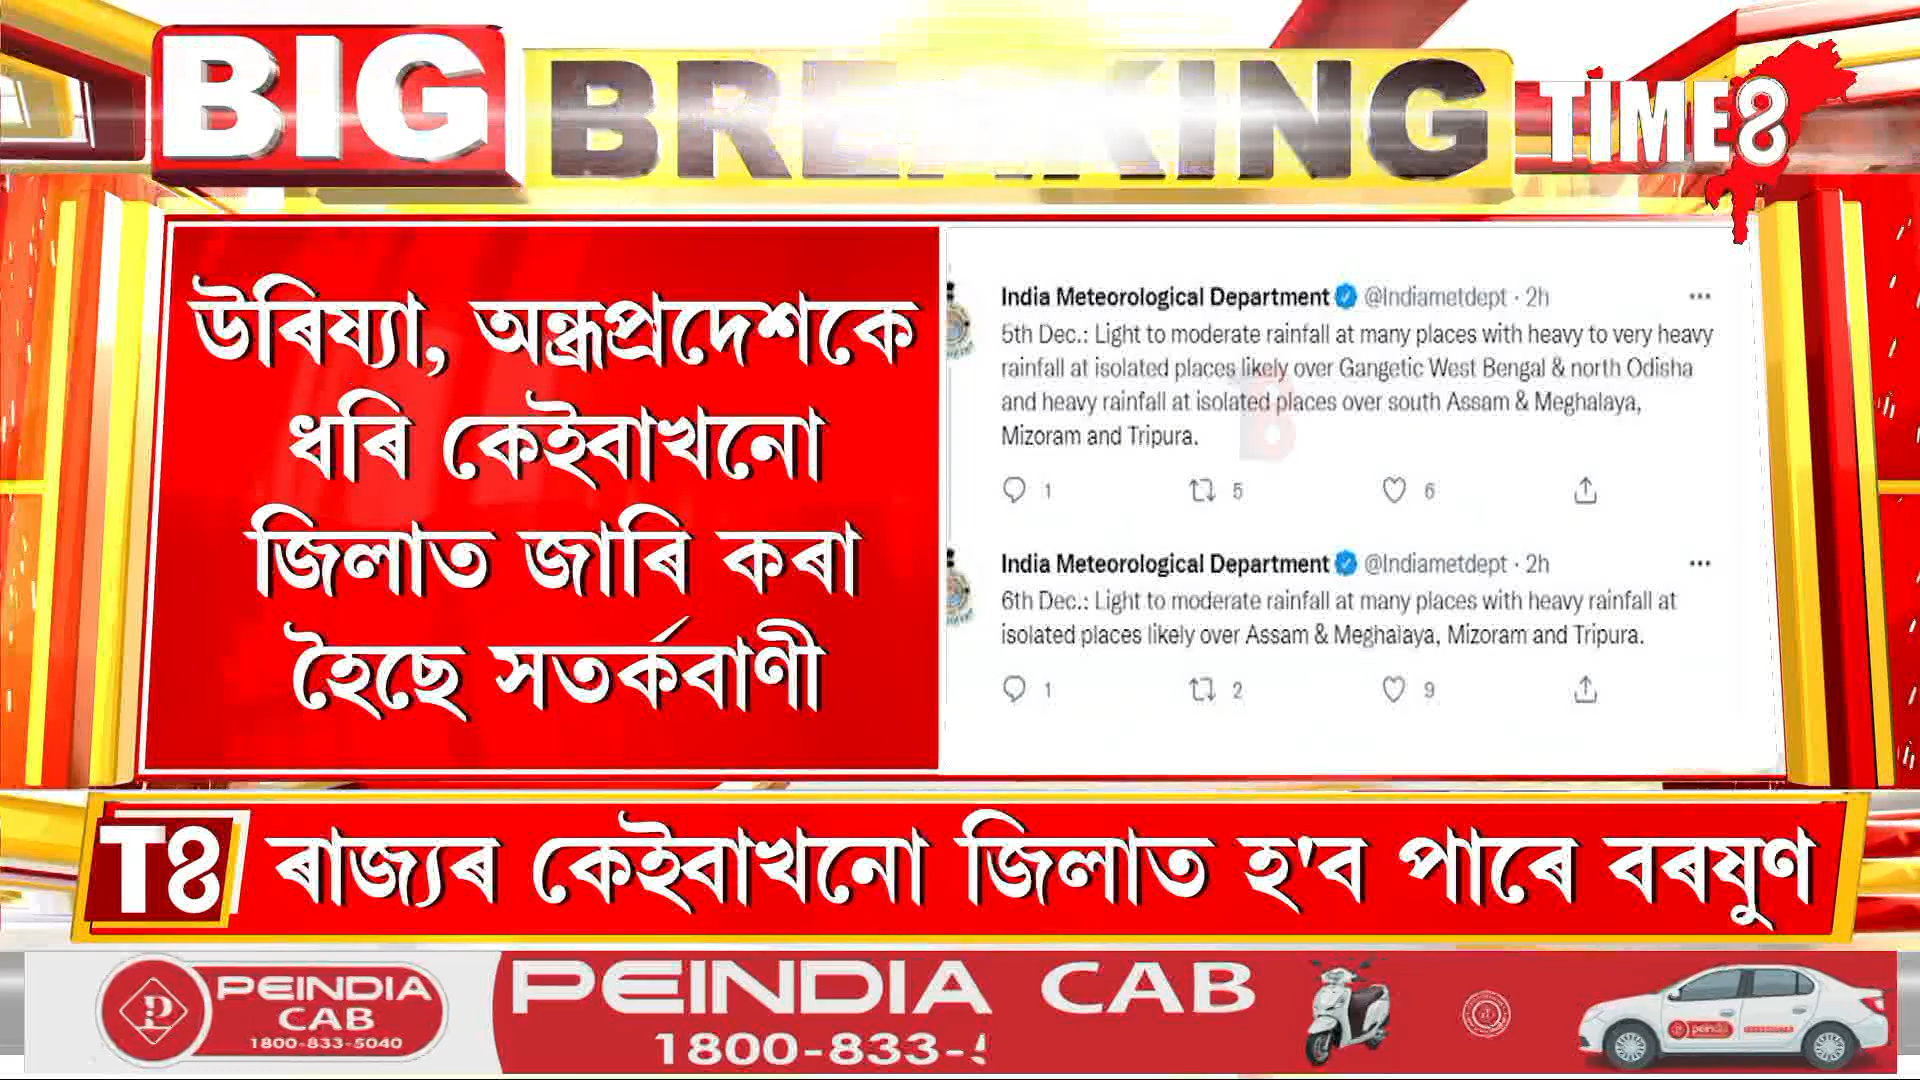 BIG BREAKING
TIME8
উৰিষ্যা, অন্ধ্ৰপ্ৰদেশকে
ধৰি কেইবাখনো
জিলাত জাৰি কৰা
হৈছে সতৰ্কবাণী
India Meteorological Department @Indiametdept · 2h
5th Dec.: Light to moderate rainfall at many places with heavy to very heavy
rainfall at isolated places likely over Gangetic West Bengal & north Odisha
and heavy rainfall at isolated places over south Assam & Meghalaya,
Mizoram and Tripura.
1 5 6
India Meteorological Department @Indiametdept · 2h
6th Dec.: Light to moderate rainfall at many places with heavy rainfall at
isolated places likely over Assam & Meghalaya, Mizoram and Tripura.
1 2 9
T8 ৰাজ্যৰ কেইবাখনো জিলাত হ'ব পাৰে বৰষুণ
PEINDIA
CAB
1800-833-5040
PEINDIA CAB
1800-833-